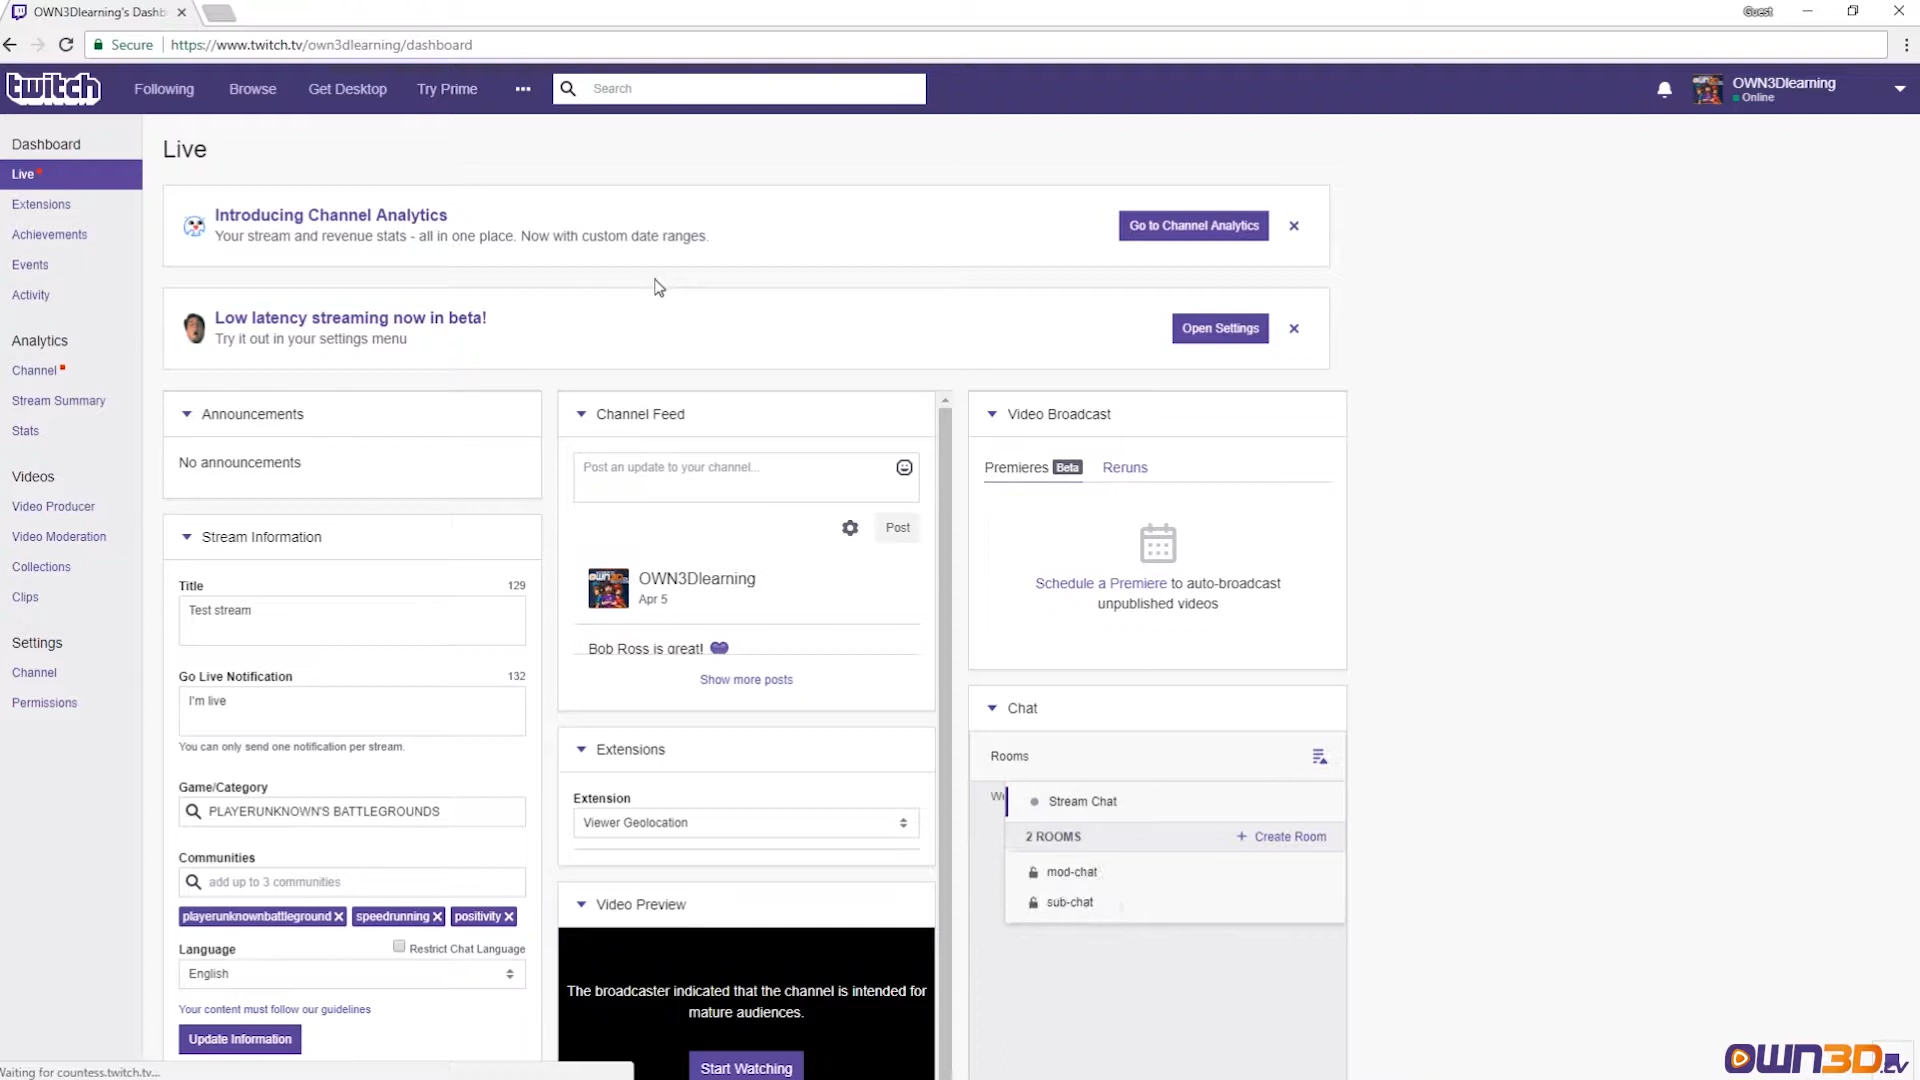 OWN3Dlearning's Dashb
Guest
Secure
https://www.twitch.tv/own3dlearning/dashboard
twitch
Following
Browse
Get Desktop
Try Prime
Search
OWN3Dlearning
Online
Dashboard
Live
Extensions
Achievements
Events
Activity
Analytics
Channel
Stream Summary
Stats
Videos
Video Producer
Video Moderation
Collections
Clips
Settings
Channel
Permissions
Live
Introducing Channel Analytics
Your stream and revenue stats - all in one place. Now with custom date ranges.
Go to Channel Analytics
Low latency streaming now in beta!
Try it out in your settings menu
Open Settings
Announcements
No announcements
Stream Information
Title
129
Test stream
Go Live Notification
132
I'm live
You can only send one notification per stream.
Game/Category
PLAYERUNKNOWN'S BATTLEGROUNDS
Communities
add up to 3 communities
playerunknownbattleground
speedrunning
positivity
Language
Restrict Chat Language
English
Your content must follow our guidelines
Update Information
Channel Feed
Post an update to your channel...
Post
OWN3Dlearning
Apr 5
Bob Ross is great!
Show more posts
Extensions
Extension
Viewer Geolocation
Video Preview
The broadcaster indicated that the channel is intended for
mature audiences.
Start Watching
Video Broadcast
Premieres Beta
Reruns
Schedule a Premiere to auto-broadcast
unpublished videos
Chat
Rooms
Stream Chat
2 ROOMS
+ Create Room
mod-chat
sub-chat
Waiting for countess.twitch.tv...
OWN3D.tv